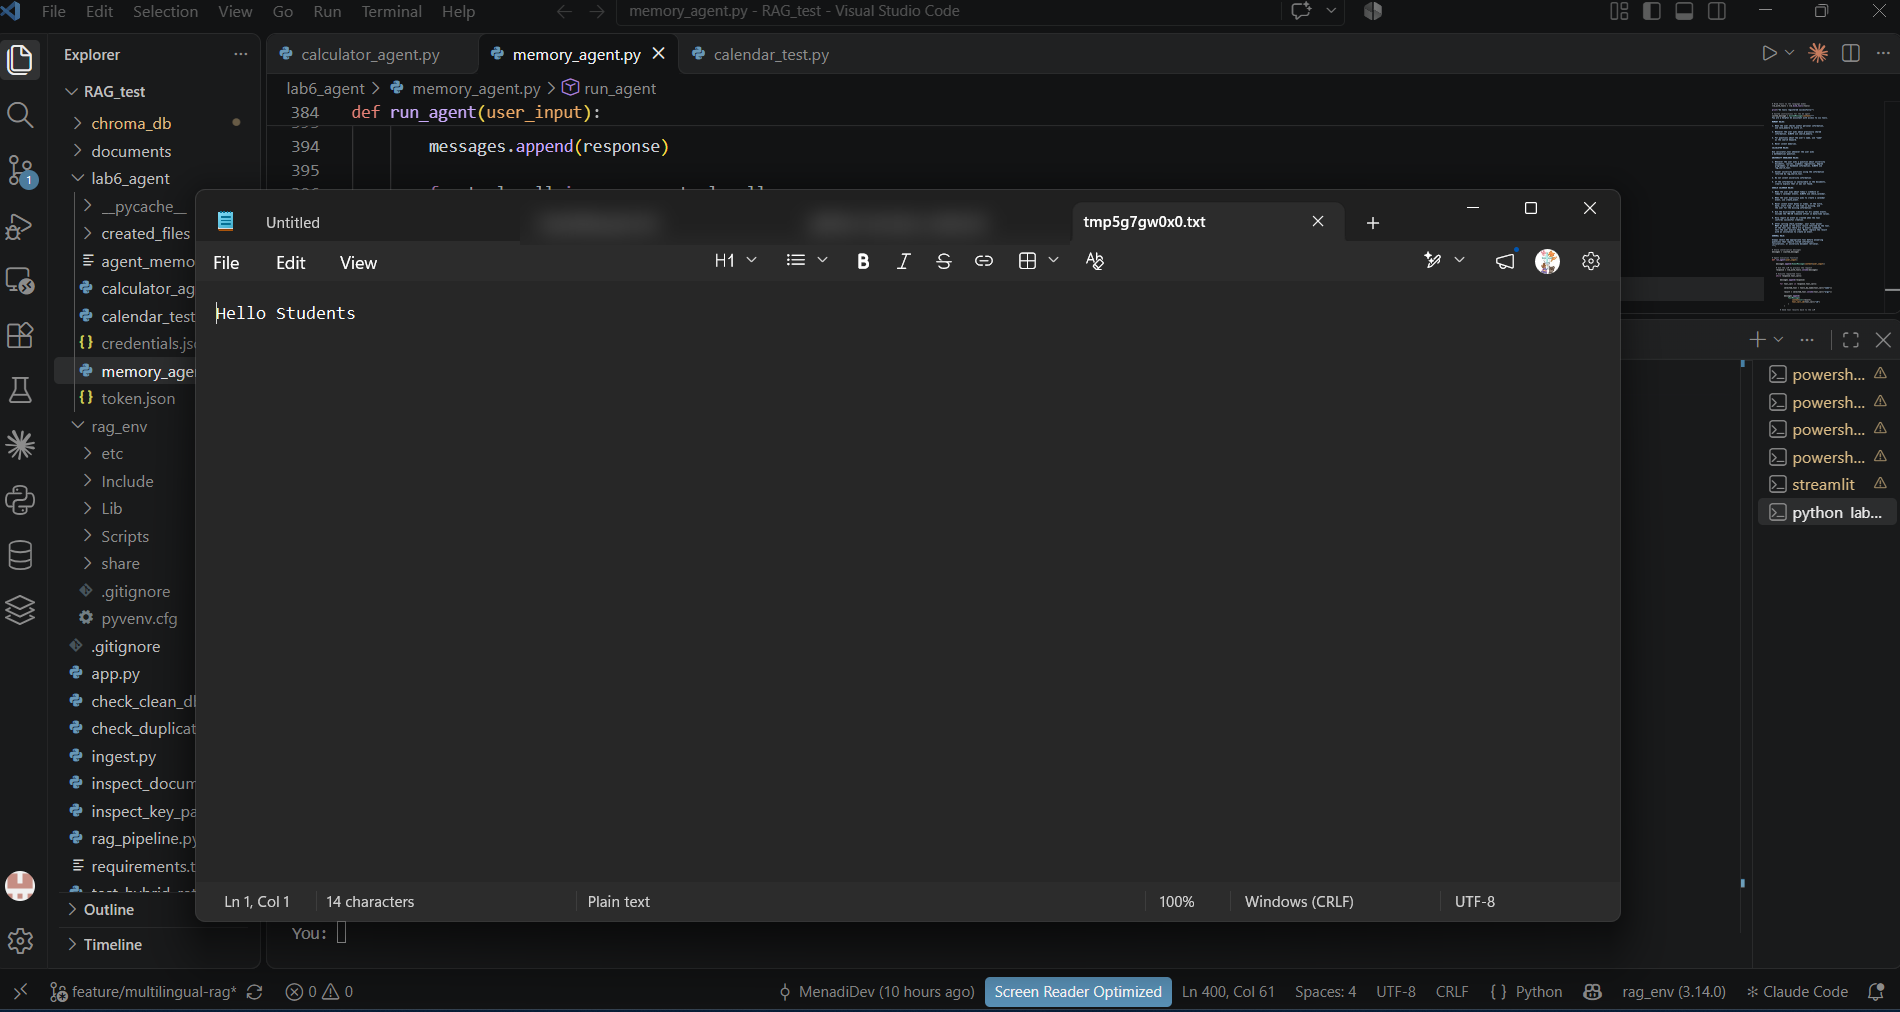 File Edit Selection View Go Run Terminal Help
memory_agent.py - RAG_test - Visual Studio Code
Explorer
calculator_agent.py
memory_agent.py
calendar_test.py
RAG_test
lab6_agent > memory_agent.py > run_agent
chroma_db
384 def run_agent(user_input):
documents
394 messages.append(response)
lab6_agent
395
__pycache__
created_files
agent_memo
calculator_ag
calendar_test
credentials.js
memory_age
token.json
rag_env
etc
Include
Lib
Scripts
share
.gitignore
pyvenv.cfg
.gitignore
app.py
check_clean_d
check_duplicat
ingest.py
inspect_docum
inspect_key_pa
rag_pipeline.py
requirements.t
Outline
Timeline
1
Untitled
tmp5g7gw0x0.txt
File Edit View
H1
Hello Students
Ln 1, Col 1
14 characters
Plain text
100%
Windows (CRLF)
UTF-8
powersh...
powersh...
powersh...
powersh...
streamlit
python lab...
You:
feature/multilingual-rag*
0 0
MenadiDev (10 hours ago)
Screen Reader Optimized
Ln 400, Col 61
Spaces: 4
UTF-8
CRLF
{ } Python
rag_env (3.14.0)
Claude Code